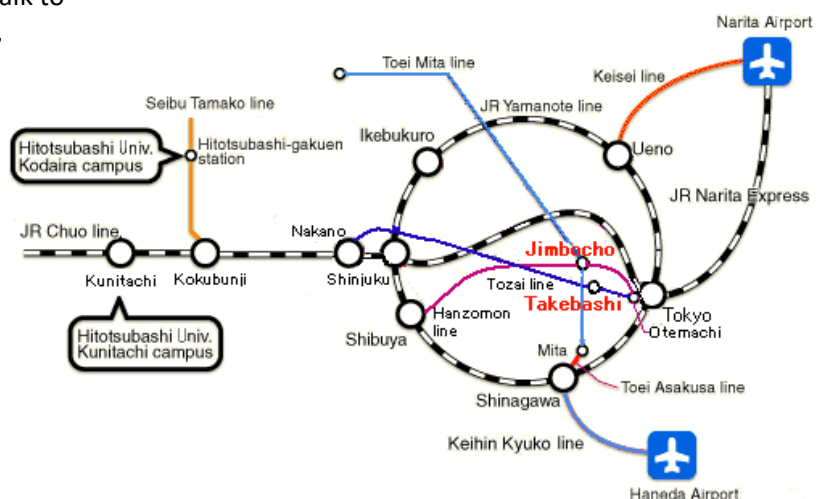 Narita Airport
Toei Mita line
Keisei line
Seibu Tamako line
JR Yamanote line
Ikebukuro
Hitotsubashi Univ.
Kodaira campus
Hitotsubashi-gakuen
station
Ueno
JR Narita Express
JR Chuo line
Nakano
Jimbocho
Kunitachi
Kokubunji
Shinjuku
Tozai line
Takebashi
Hanzomon
line
Tokyo
Otemachi
Hitotsubashi Univ.
Kunitachi campus
Shibuya
Mita
Toei Asakusa line
Shinagawa
Keihin Kyuko line
Haneda Airport